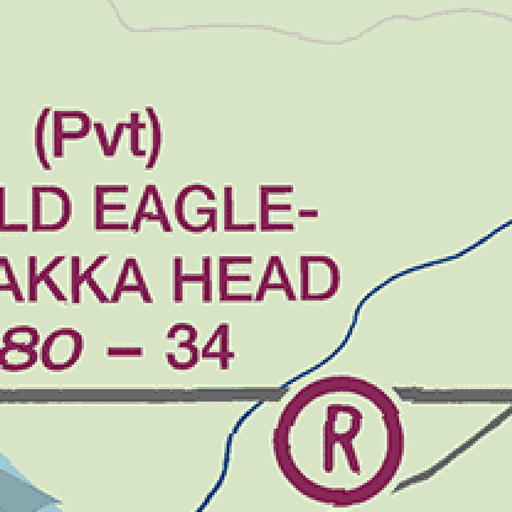 (Pvt)
LD EAGLE-
AKKA HEAD
80 – 34
R